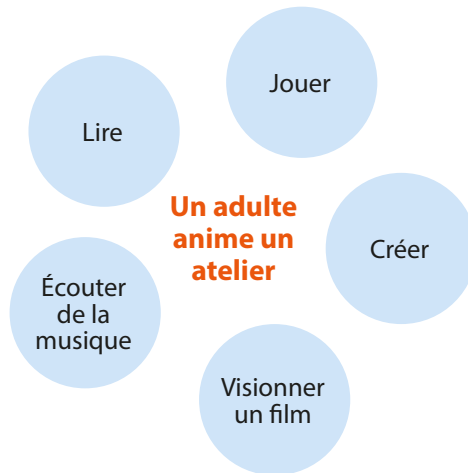 Jouer
Lire
Un adulte
anime un
atelier
Créer
Écouter
de la
musique
Visionner
un film